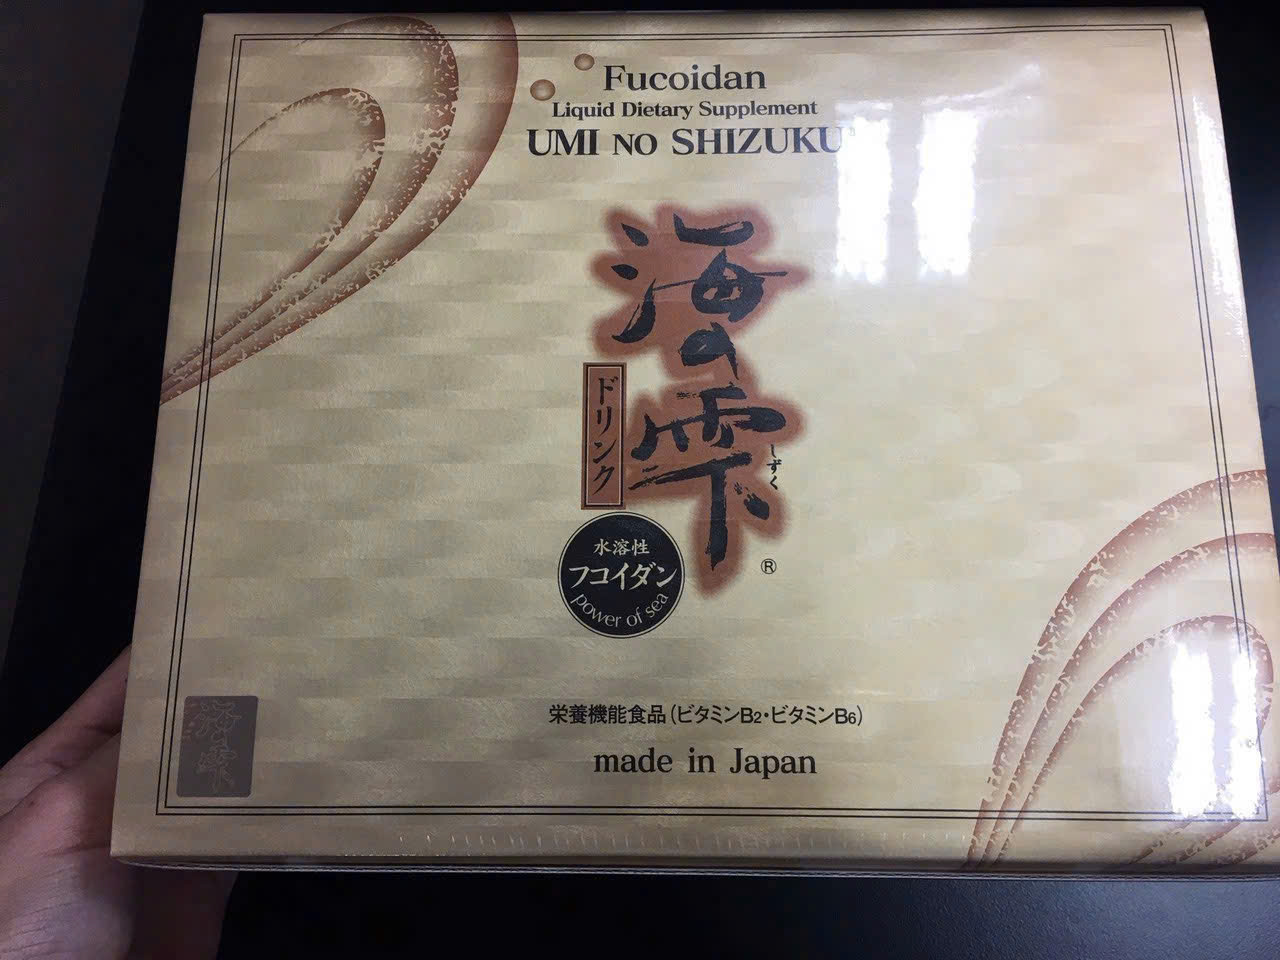 Fucoidan
Liquid Dietary Supplement
UMI NO SHIZUKU
海の雫
しずく
ドリンク
®
水溶性
フコイダン
power of sea
栄養機能食品(ビタミンB2・ビタミンB6)
made in Japan
海雫